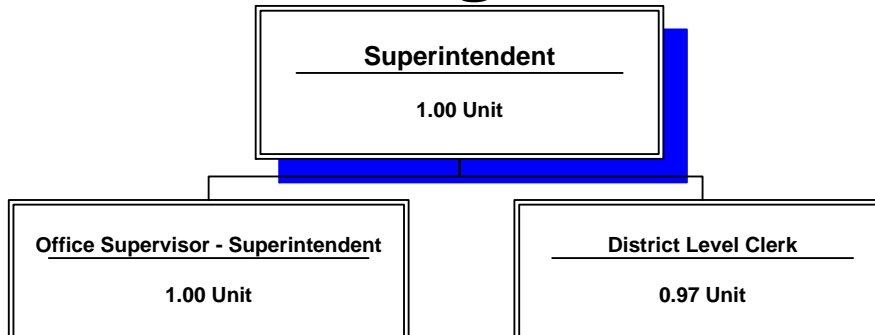 Superintendent
1.00 Unit
Office Supervisor - Superintendent
1.00 Unit
District Level Clerk
0.97 Unit